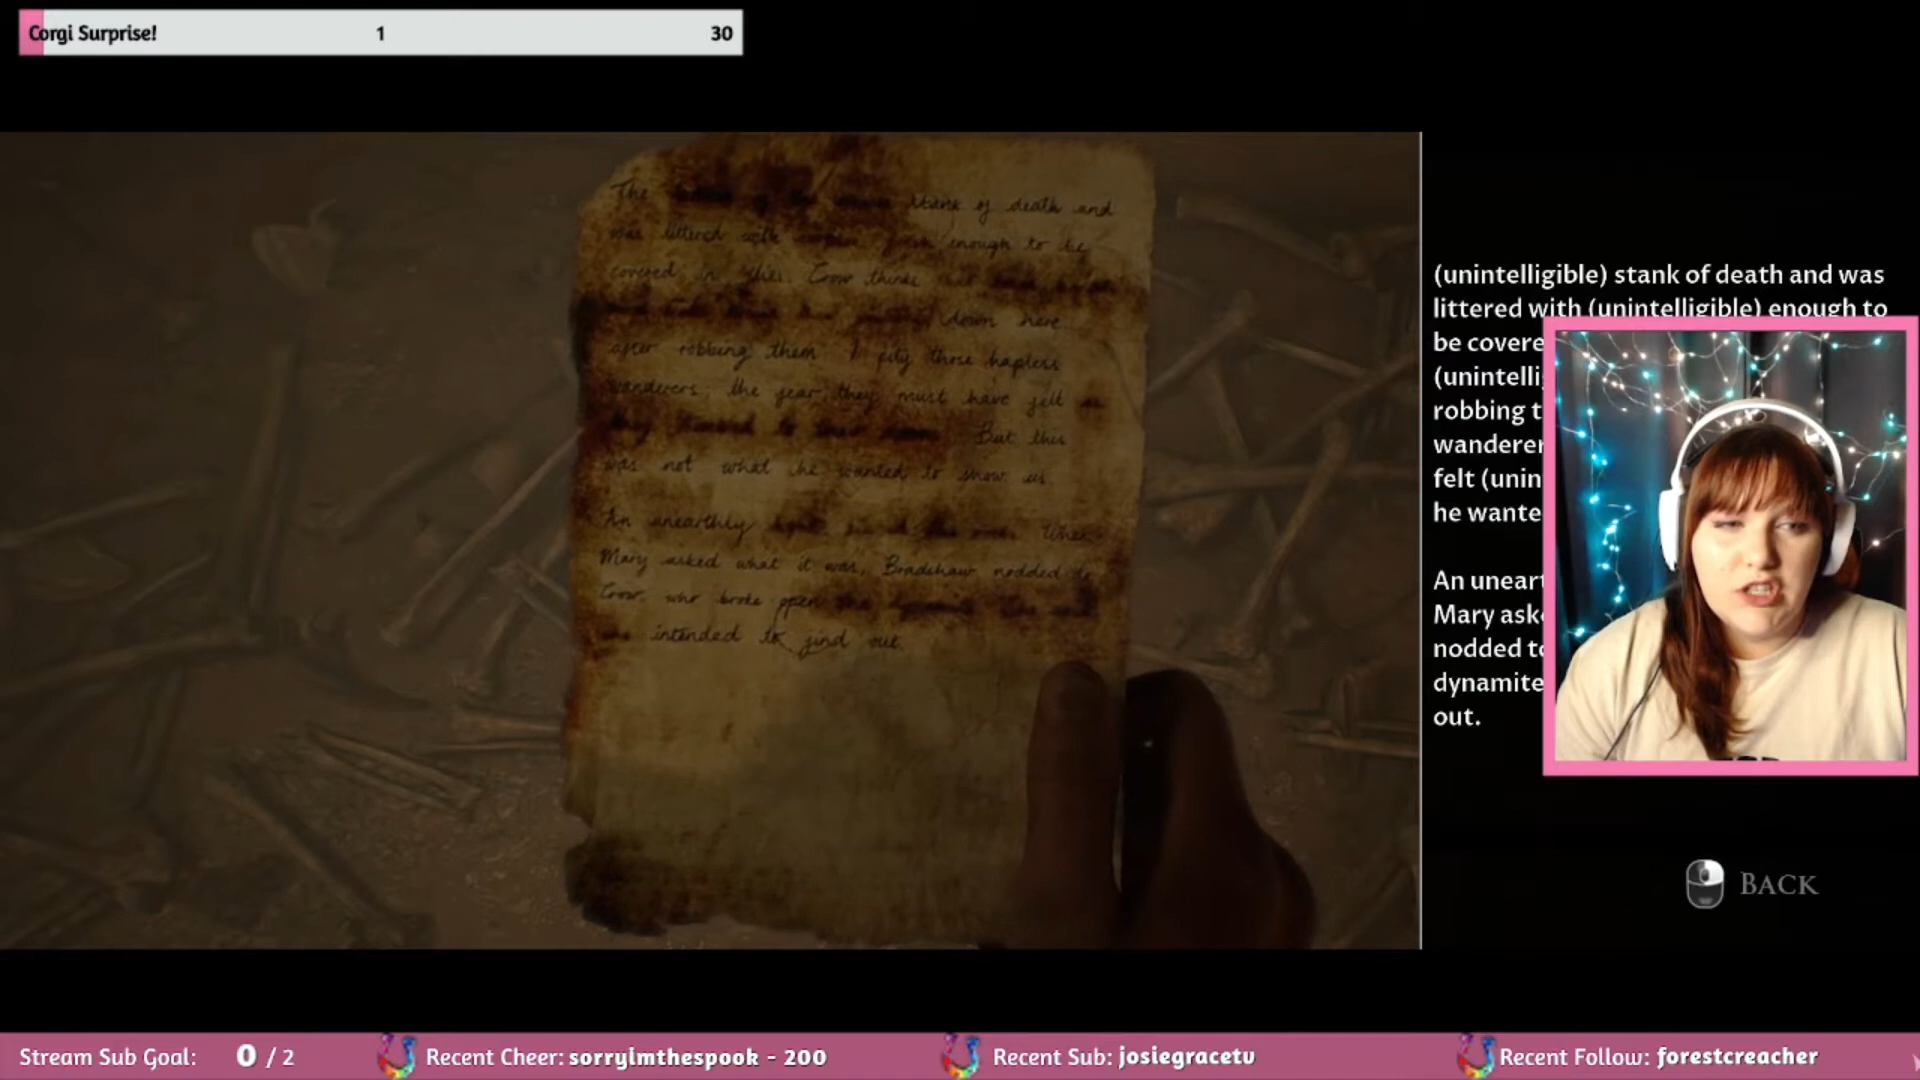 Corgi Surprise! 1 30
The stank of death and
was littered with enough to be
covered in Crow thinks
down here
after robbing them I pity those hapless
wanderers, the fear they must have felt
But this
was not what he wanted to show us.
An unearthly When
Mary asked what it was, Bradshaw nodded to
Crow, who broke open
intended to find out.
(unintelligible) stank of death and was
littered with (unintelligible) enough to
be covere
(unintelli
robbing t
wanderer
felt (unin
he wante
An uneart
Mary ask
nodded to
dynamite
out.
BACK
Stream Sub Goal: 0 / 2 Recent Cheer: sorryimthespook - 200 Recent Sub: josiegracetv Recent Follow: forestcreacher